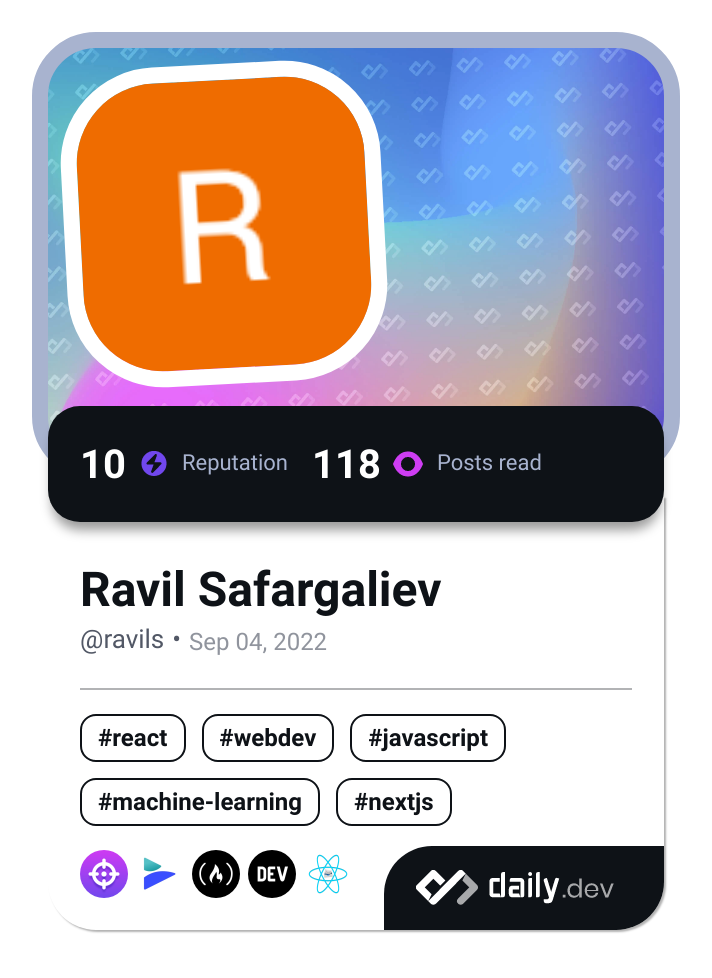 R
10 Reputation 118 Posts read
Ravil Safargaliev
@ravils • Sep 04, 2022
#react #webdev #javascript
#machine-learning #nextjs
DEV
daily.dev